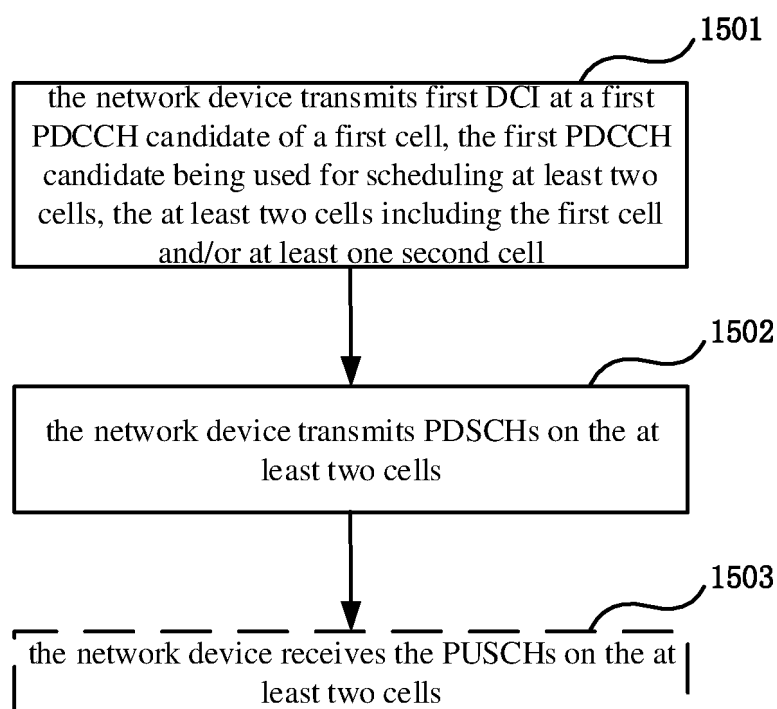 1501
the network device transmits first DCI at a first
PDCCH candidate of a first cell, the first PDCCH
candidate being used for scheduling at least two
cells, the at least two cells including the first cell
and/or at least one second cell
1502
the network device transmits PDSCHs on the at
least two cells
1503
the network device receives the PUSCHs on the at
least two cells